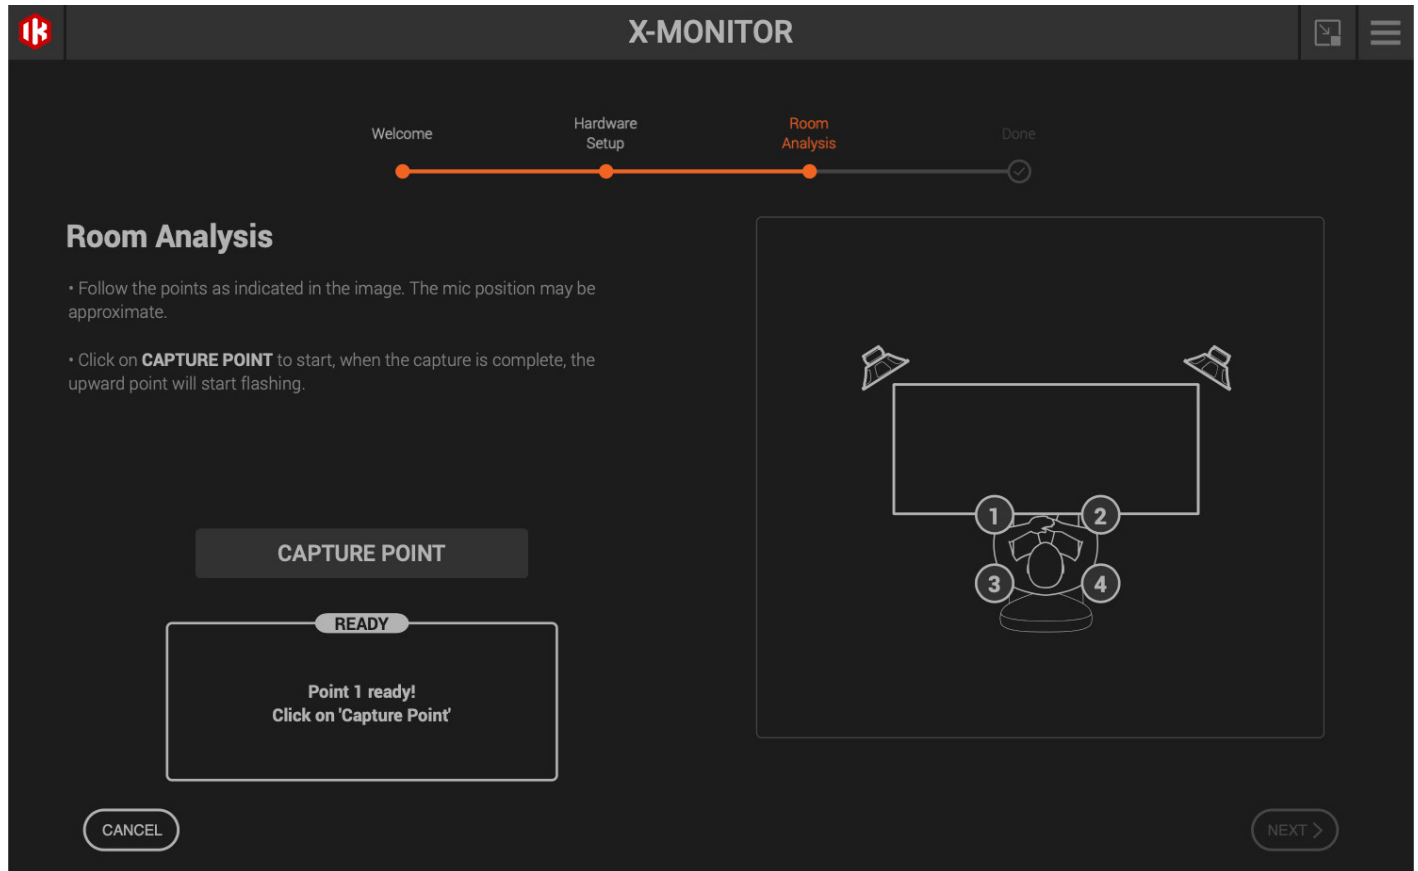 X-MONITOR
Welcome
Hardware
Setup
Room
Analysis
Done
Room Analysis
• Follow the points as indicated in the image. The mic position may be
approximate.
• Click on CAPTURE POINT to start, when the capture is complete, the
upward point will start flashing.
CAPTURE POINT
READY
Point 1 ready!
Click on 'Capture Point'
1
2
3
4
CANCEL
NEXT >